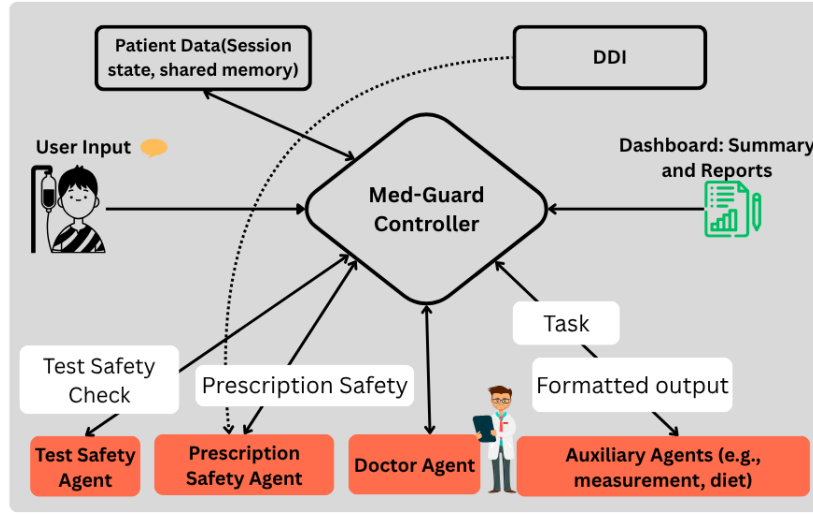 Patient Data(Session
state, shared memory)
DDI
User Input
Dashboard: Summary
and Reports
Med-Guard
Controller
Task
Test Safety
Check
Prescription Safety
Formatted output
Test Safety
Agent
Prescription
Safety Agent
Doctor Agent
Auxiliary Agents (e.g.,
measurement, diet)